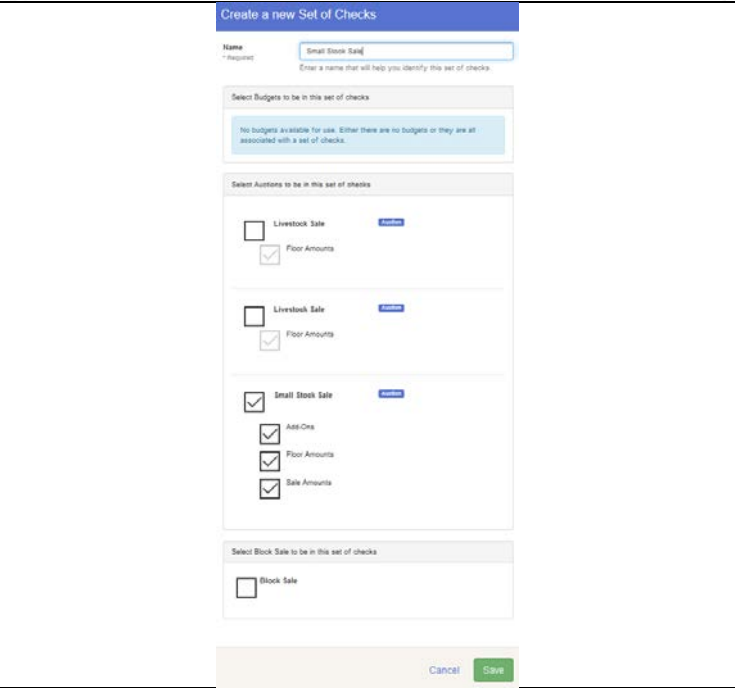 Create a new Set of Checks
Name
* Required
Small Stock Sale
Enter a name that will help you identify this set of checks.
Select Budgets to be in this set of checks
No budgets available for use. Either there are no budgets or they are all
associated with a set of checks.
Select Auctions to be in this set of checks
Livestock Sale
Auction
Floor Amounts
Livestock Sale
Auction
Floor Amounts
Small Stock Sale
Auction
Add-Ons
Floor Amounts
Sale Amounts
Select Block Sale to be in this set of checks
Block Sale
Cancel
Save